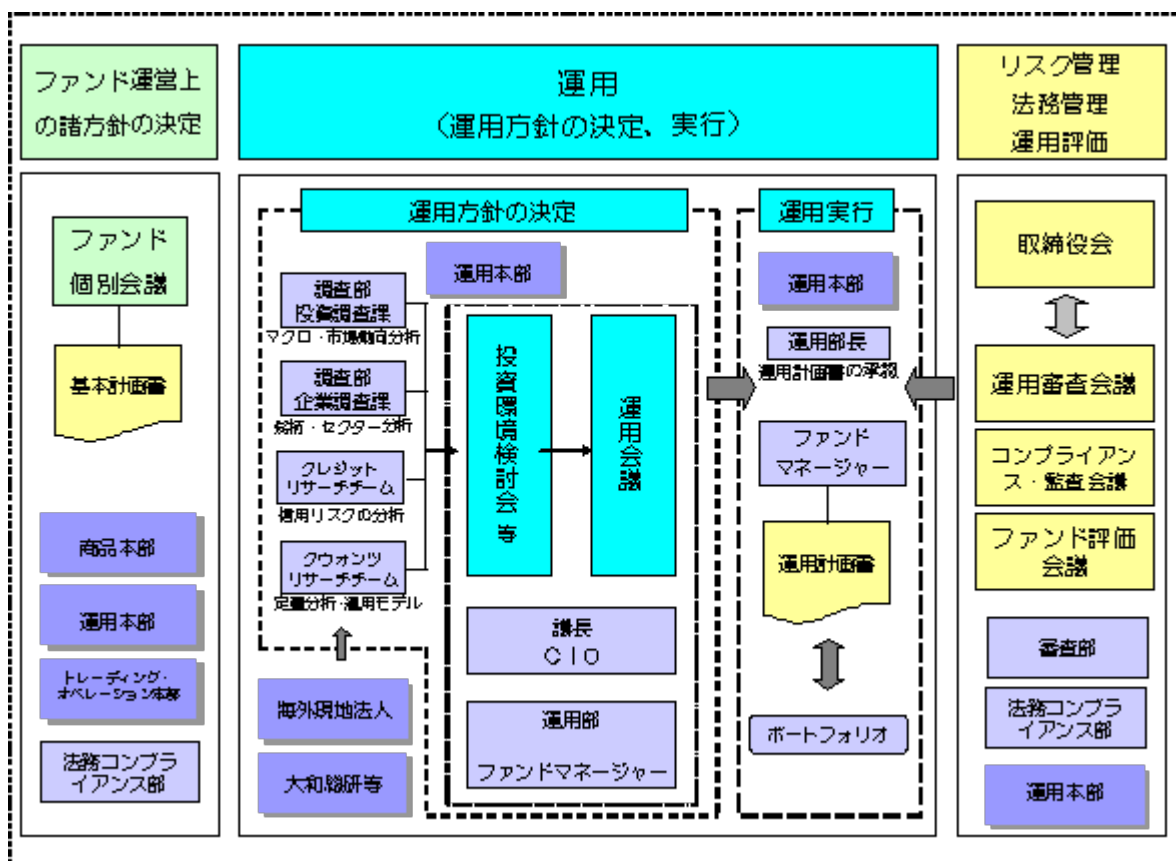 ファンド運営上
の諸方針の決定
運用
(運用方針の決定、実行)
リスク管理
法務管理
運用評価
ファンド
個別会議
基本計画書
商品本部
運用本部
トレーディング・
オペレーション本部
法務コンプラ
イアンス部
運用方針の決定
運用本部
調査部
投資調査課
マクロ・市場動向分析
調査部
企業調査課
銘柄・セクター分析
クレジット
リサーチチーム
信用リスクの分析
クウォンツ
リサーチチーム
定量分析・運用モデル
海外現地法人
大和総研等
投資環境検討会 等
運用会議
議長
CIO
運用部
ファンドマネージャー
運用実行
運用本部
運用部長
運用計画書の承認
ファンド
マネージャー
運用計画書
ポートフォリオ
取締役会
運用審査会議
コンプライアン
ス・監査会議
ファンド評価
会議
審査部
法務コンプラ
イアンス部
運用本部